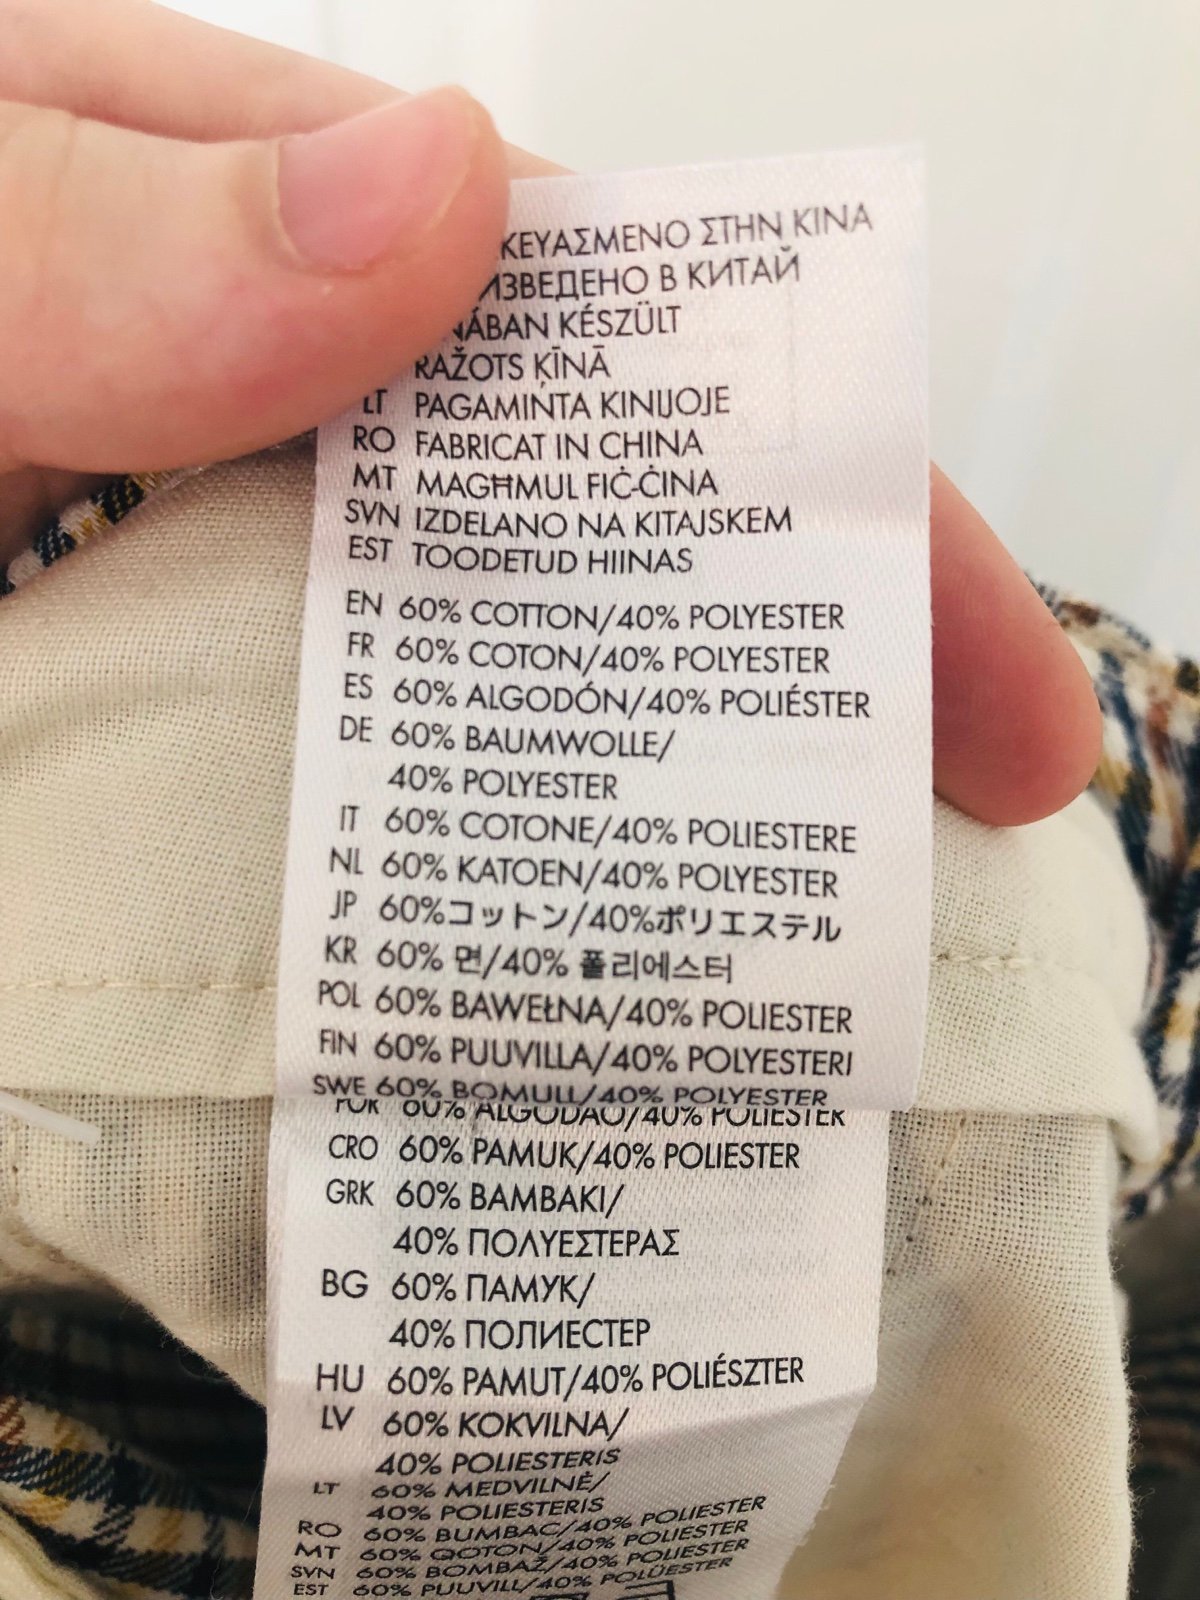 ΣΤΗΝ ΚΙΝΑ
В КИТАЙ
KÉSZÜLT
RAŽOTS ĶĪNĀ
LT PAGAMINTA KINIJOJE
RO FABRICAT IN CHINA
MT MAGĦMUL FIĊ-ĊINA
SVN IZDELANO NA KITAJSKEM
EST TOODETUD HIINAS
EN 60% COTTON/40% POLYESTER
FR 60% COTON/40% POLYESTER
ES 60% ALGODÓN/40% POLIÉSTER
DE 60% BAUMWOLLE/
40% POLYESTER
IT 60% COTONE/40% POLIESTERE
NL 60% KATOEN/40% POLYESTER
JP 60%コットン/40%ポリエステル
KR 60% 면/40% 폴리에스터
POL 60% BAWEŁNA/40% POLIESTER
FIN 60% PUUVILLA/40% POLYESTERI
SWE 60% BOMULL/40% POLYESTER
POR 60% ALGODÃO/40% POLIÉSTER
CRO 60% PAMUK/40% POLIESTER
GRK 60% ΒΑΜΒΑΚΙ/
40% ΠΟΛΥΕΣΤΕΡΑΣ
BG 60% ПАМУК/
40% ПОЛИЕСТЕР
HU 60% PAMUT/40% POLIÉSZTER
LV 60% KOKVILNA/
40% POLIESTERIS
LT 60% MEDVILNĖ/
40% POLIESTERIS
RO 60% BUMBAC/40% POLIESTER
MT 60% QOTON/40% POLIESTER
SVN 60% BOMBAŽ/40% POLIESTER
EST 60% PUUVILL/40% POLÜESTER